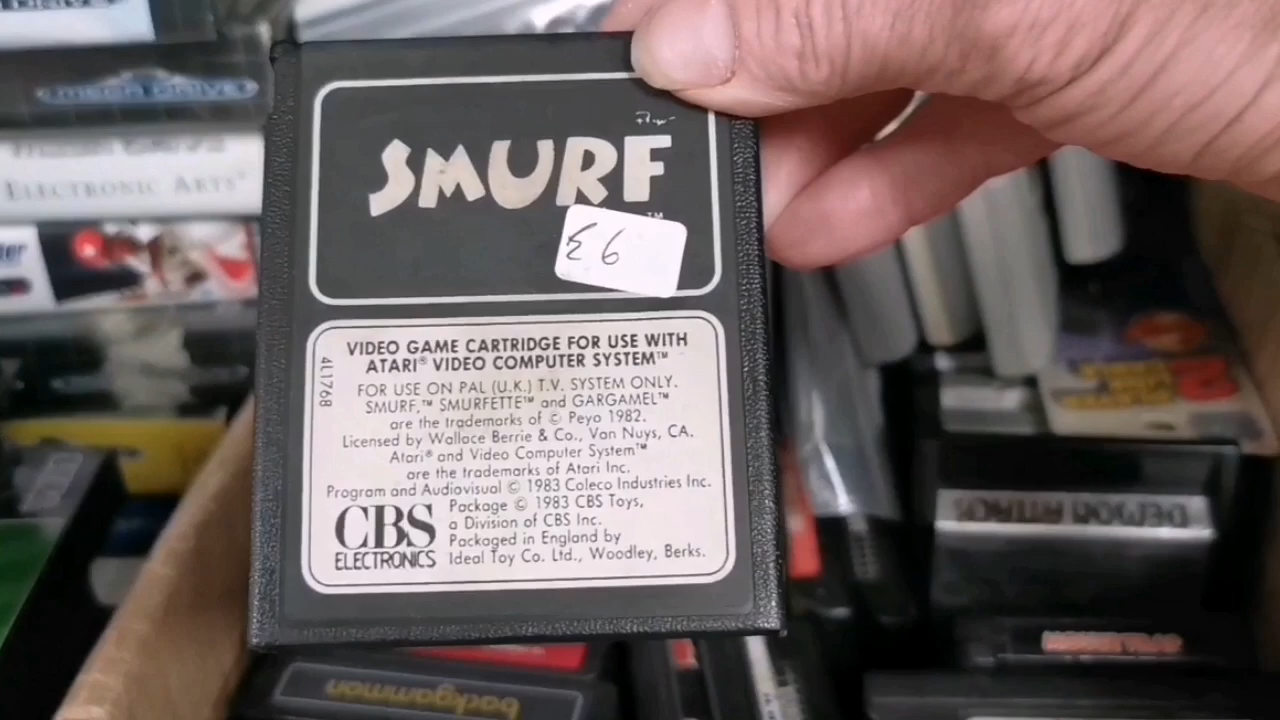 MEGA DRIVE
ELECTRONIC ARTS
Peyo
SMURF
TM
£6
VIDEO GAME CARTRIDGE FOR USE WITH
ATARI® VIDEO COMPUTER SYSTEM™
FOR USE ON PAL (U.K.) T.V. SYSTEM ONLY.
SMURF,™ SMURFETTE™ and GARGAMEL™
are the trademarks of © Peyo 1982.
Licensed by Wallace Berrie & Co., Van Nuys, CA.
Atari® and Video Computer System™
are the trademarks of Atari Inc.
Program and Audiovisual © 1983 Coleco Industries Inc.
Package © 1983 CBS Toys,
a Division of CBS Inc.
Packaged in England by
Ideal Toy Co. Ltd., Woodley, Berks.
CBS
ELECTRONICS
4L1768
DEMON ATTACK
backgammon